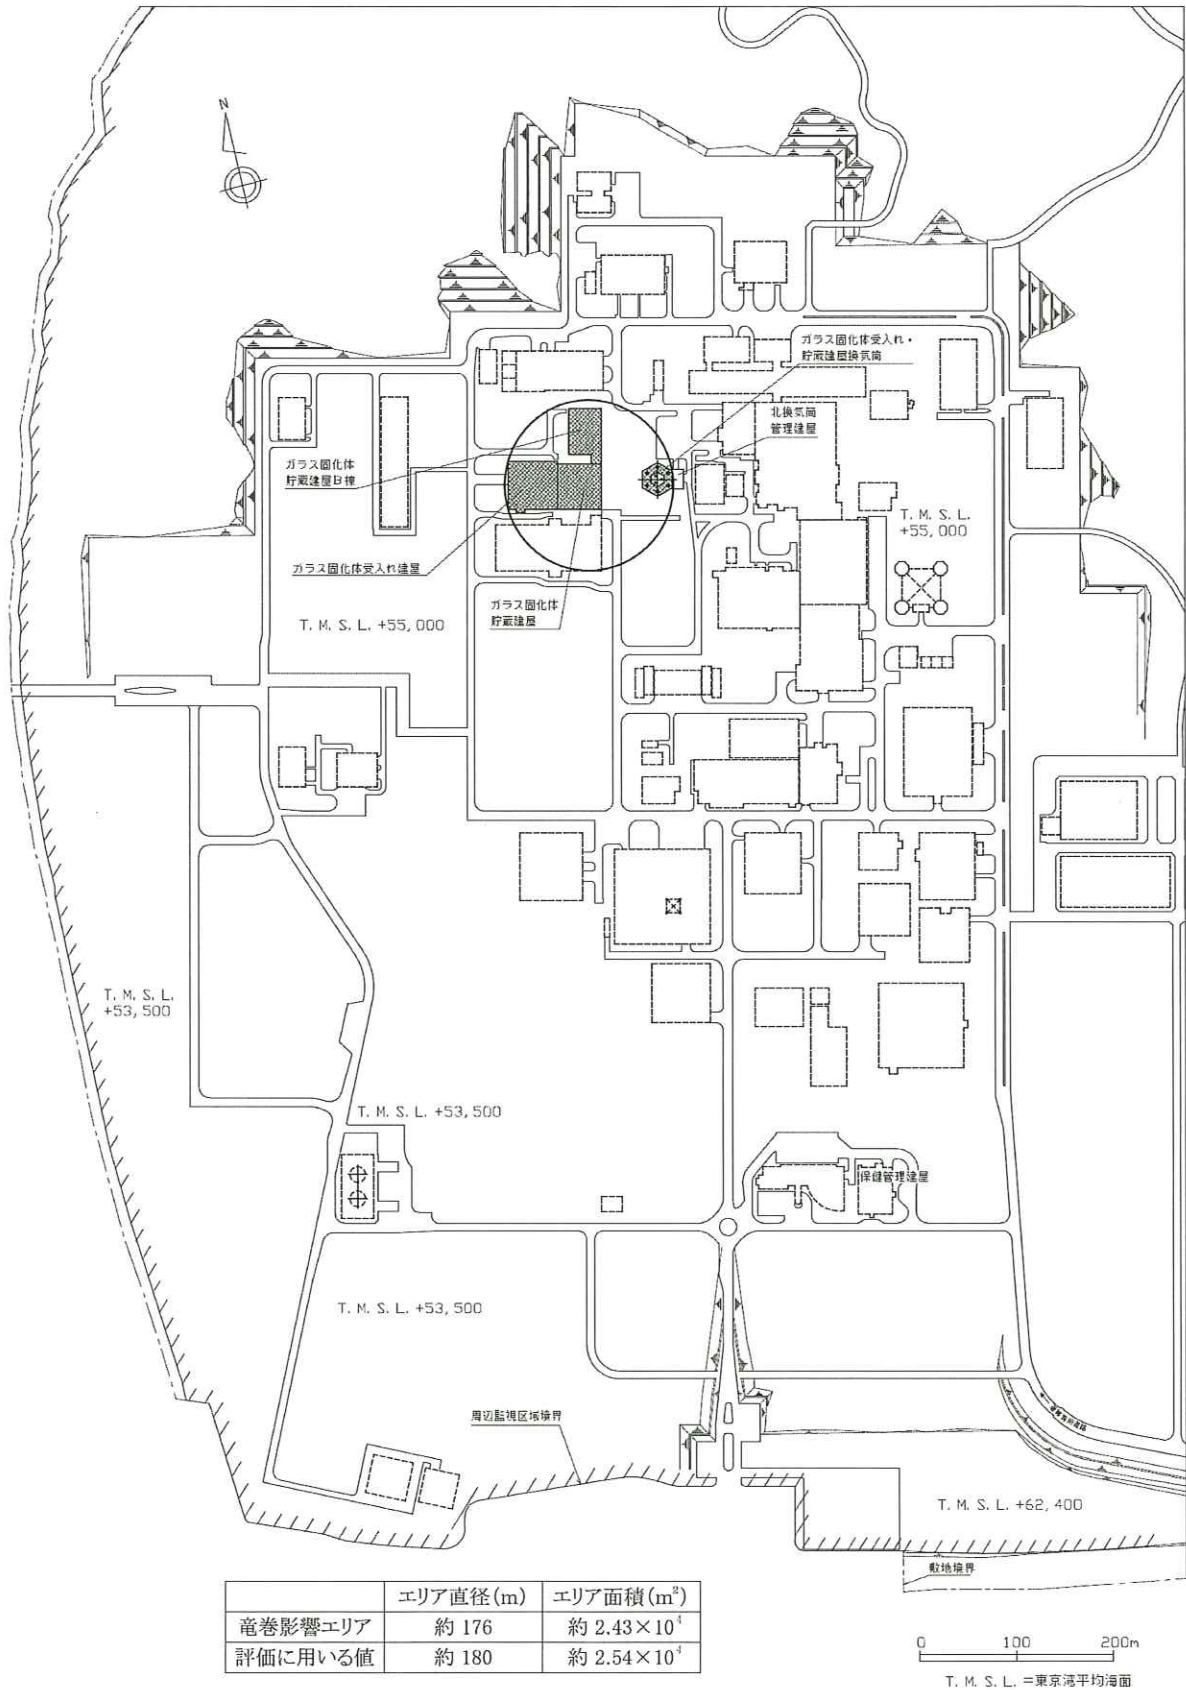 N
ガラス固化体受入れ・
貯蔵建屋換気筒
北換気筒
管理建屋
ガラス固化体
貯蔵建屋B棟
T. M. S. L.
+55,000
ガラス固化体受入れ建屋
ガラス固化体
貯蔵建屋
T. M. S. L. +55,000
T. M. S. L.
+53,500
T. M. S. L. +53,500
保健管理建屋
T. M. S. L. +53,500
周辺監視区域境界
T. M. S. L. +62,400
敷地境界
エリア直径(m) エリア面積(m²)
竜巻影響エリア 約 176 約 2.43×10⁴
評価に用いる値 約 180 約 2.54×10⁴
0 100 200m
T. M. S. L. =東京湾平均海面